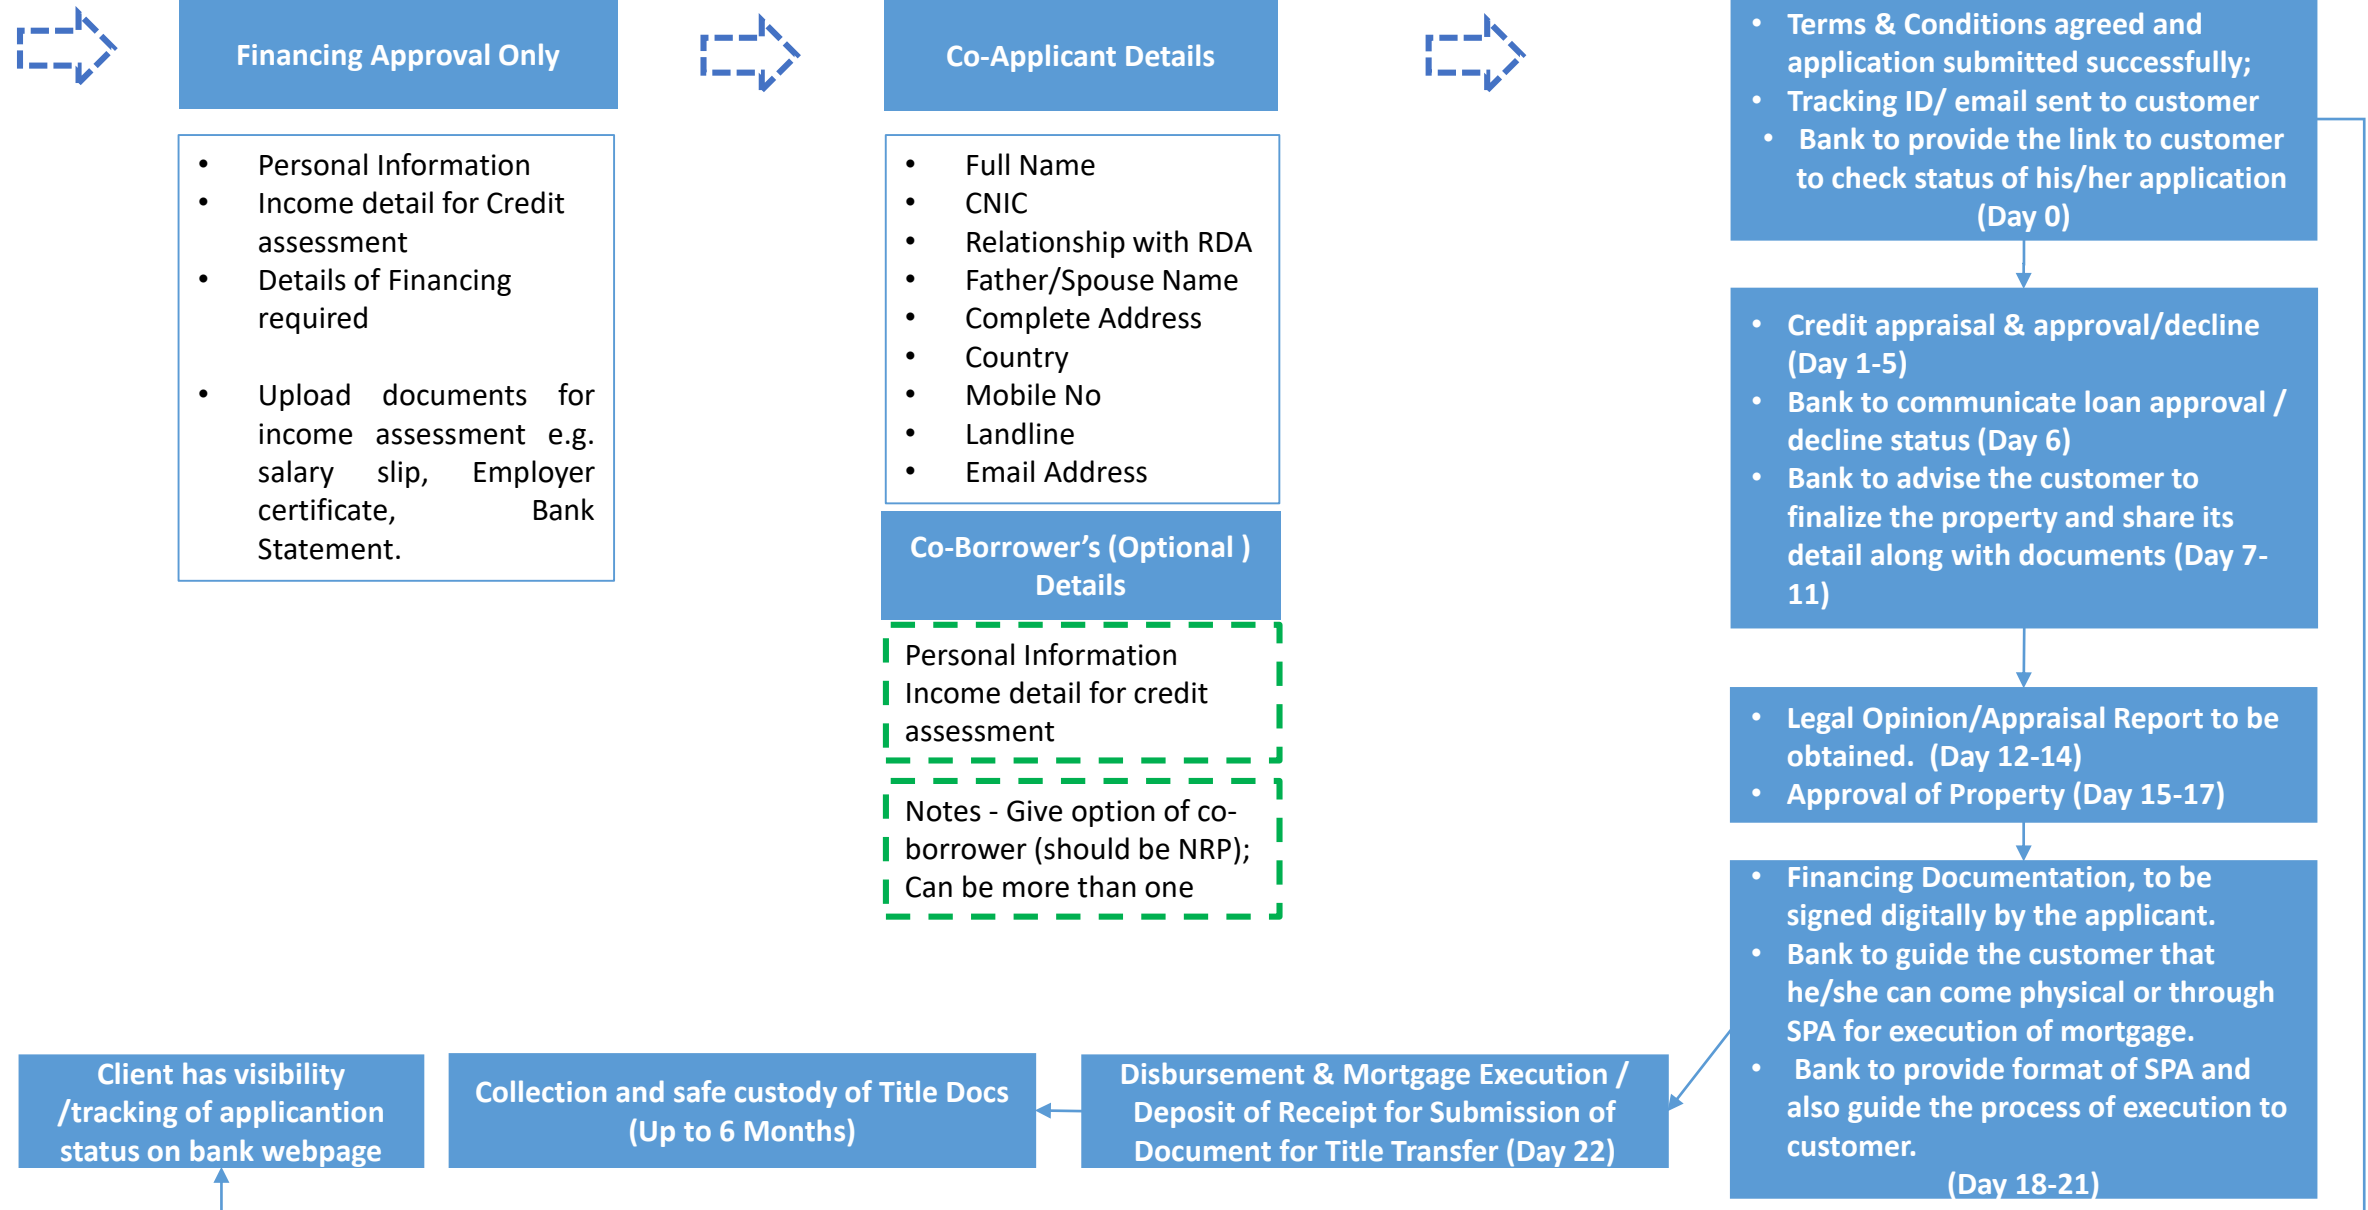 Financing Approval Only
• Personal Information
• Income detail for Credit
assessment
• Details of Financing
required
• Upload documents for
income assessment e.g.
salary slip, Employer
certificate, Bank
Statement.
Co-Applicant Details
• Full Name
• CNIC
• Relationship with RDA
• Father/Spouse Name
• Complete Address
• Country
• Mobile No
• Landline
• Email Address
Co-Borrower’s (Optional )
Details
Personal Information
Income detail for credit
assessment
Notes - Give option of co-
borrower (should be NRP);
Can be more than one
• Terms & Conditions agreed and
application submitted successfully;
• Tracking ID/ email sent to customer
• Bank to provide the link to customer
to check status of his/her application
(Day 0)
• Credit appraisal & approval/decline
(Day 1-5)
• Bank to communicate loan approval /
decline status (Day 6)
• Bank to advise the customer to
finalize the property and share its
detail along with documents (Day 7-
11)
• Legal Opinion/Appraisal Report to be
obtained. (Day 12-14)
• Approval of Property (Day 15-17)
• Financing Documentation, to be
signed digitally by the applicant.
• Bank to guide the customer that
he/she can come physical or through
SPA for execution of mortgage.
• Bank to provide format of SPA and
also guide the process of execution to
customer.
(Day 18-21)
Disbursement & Mortgage Execution /
Deposit of Receipt for Submission of
Document for Title Transfer (Day 22)
Collection and safe custody of Title Docs
(Up to 6 Months)
Client has visibility
/tracking of applicantion
status on bank webpage